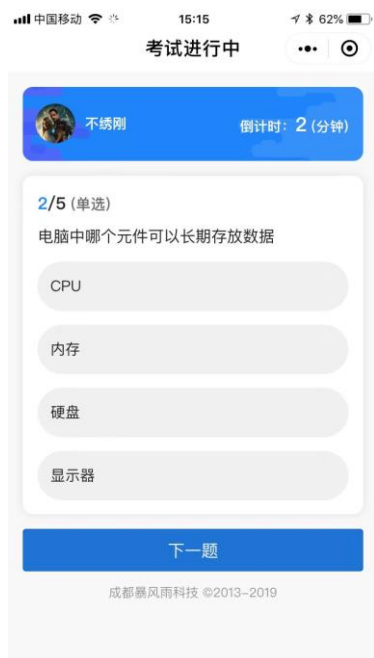 中国移动 15:15 62%
考试进行中
不绣刚 倒计时：2 (分钟)
2/5 (单选)
电脑中哪个元件可以长期存放数据
CPU
内存
硬盘
显示器
下一题
成都暴风雨科技 ©2013-2019